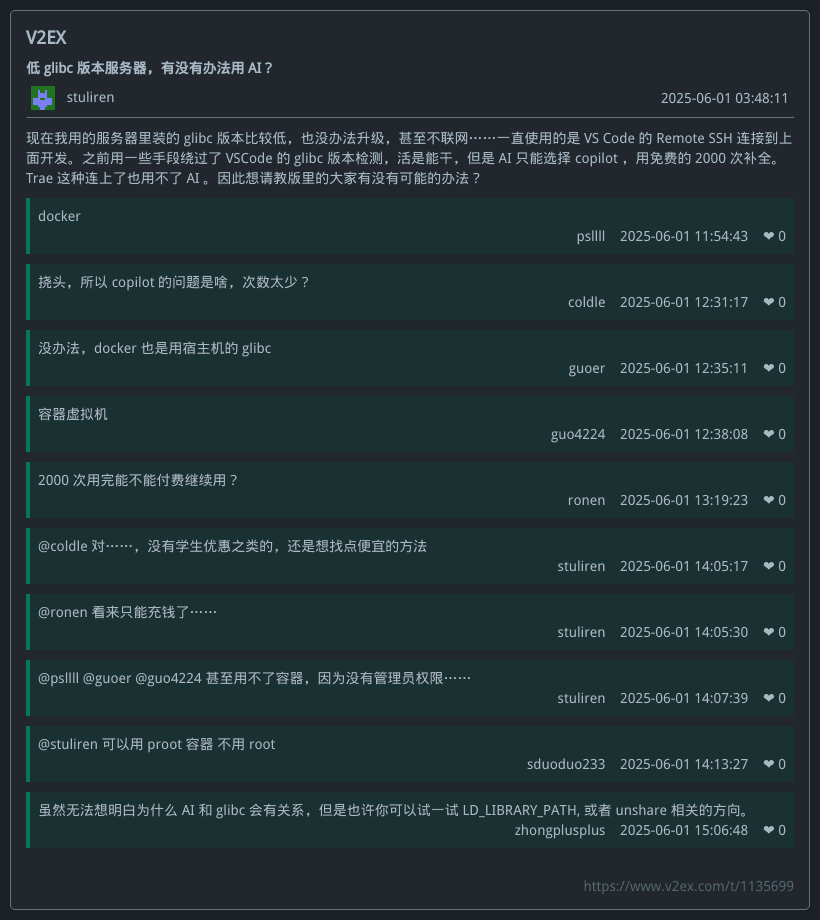 V2EX
低 glibc 版本服务器，有没有办法用 AI？
stuliren
2025-06-01 03:48:11
现在我用的服务器里装的 glibc 版本比较低，也没办法升级，甚至不联网……一直使用的是 VS Code 的 Remote SSH 连接到上
面开发。之前用一些手段绕过了 VSCode 的 glibc 版本检测，活是能干，但是 AI 只能选择 copilot ，用免费的 2000 次补全。
Trae 这种连上了也用不了 AI 。因此想请教版里的大家有没有可能的办法？
docker
psllll 2025-06-01 11:54:43 ❤ 0
挠头，所以 copilot 的问题是啥，次数太少？
coldle 2025-06-01 12:31:17 ❤ 0
没办法，docker 也是用宿主机的 glibc
guoer 2025-06-01 12:35:11 ❤ 0
容器虚拟机
guo4224 2025-06-01 12:38:08 ❤ 0
2000 次用完能不能付费继续用？
ronen 2025-06-01 13:19:23 ❤ 0
@coldle 对……，没有学生优惠之类的，还是想找点便宜的方法
stuliren 2025-06-01 14:05:17 ❤ 0
@ronen 看来只能充钱了……
stuliren 2025-06-01 14:05:30 ❤ 0
@psllll @guoer @guo4224 甚至用不了容器，因为没有管理员权限……
stuliren 2025-06-01 14:07:39 ❤ 0
@stuliren 可以用 proot 容器 不用 root
sduoduo233 2025-06-01 14:13:27 ❤ 0
虽然无法想明白为什么 AI 和 glibc 会有关系，但是也许你可以试一试 LD_LIBRARY_PATH, 或者 unshare 相关的方向。
zhongplusplus 2025-06-01 15:06:48 ❤ 0
https://www.v2ex.com/t/1135699